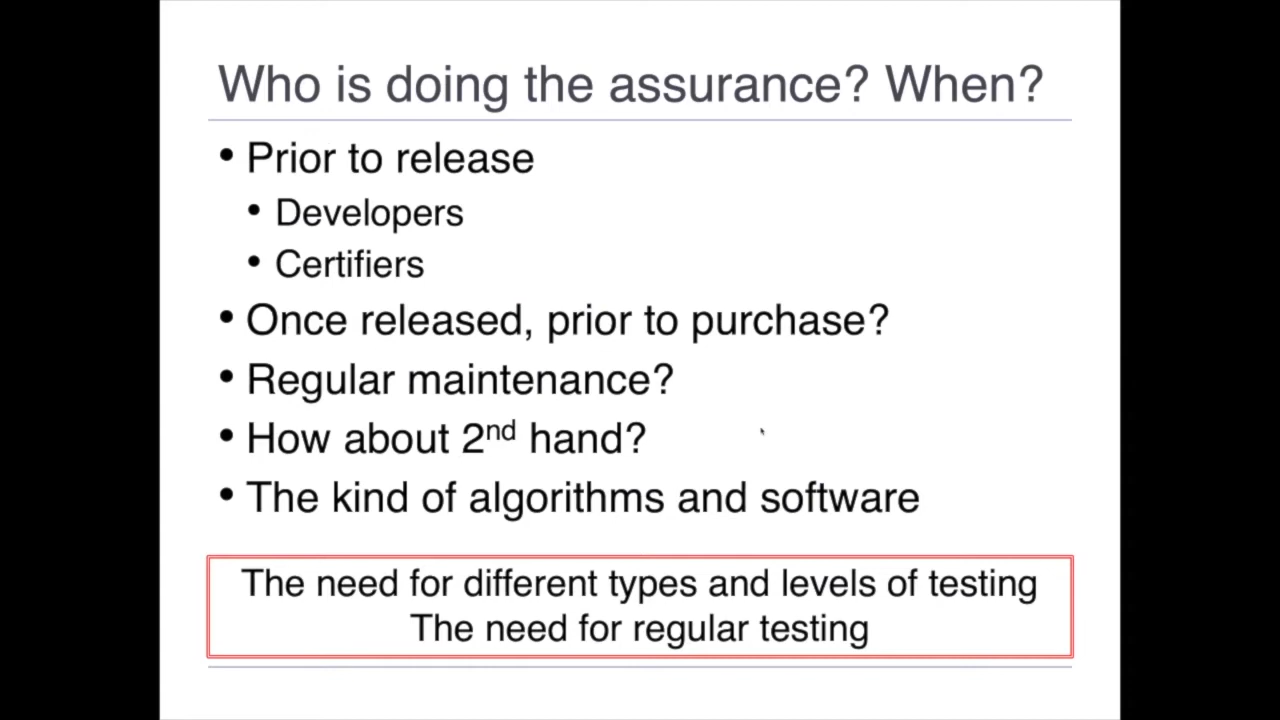 Who is doing the assurance? When?
• Prior to release
• Developers
• Certifiers
• Once released, prior to purchase?
• Regular maintenance?
• How about 2nd hand?
• The kind of algorithms and software
The need for different types and levels of testing
The need for regular testing